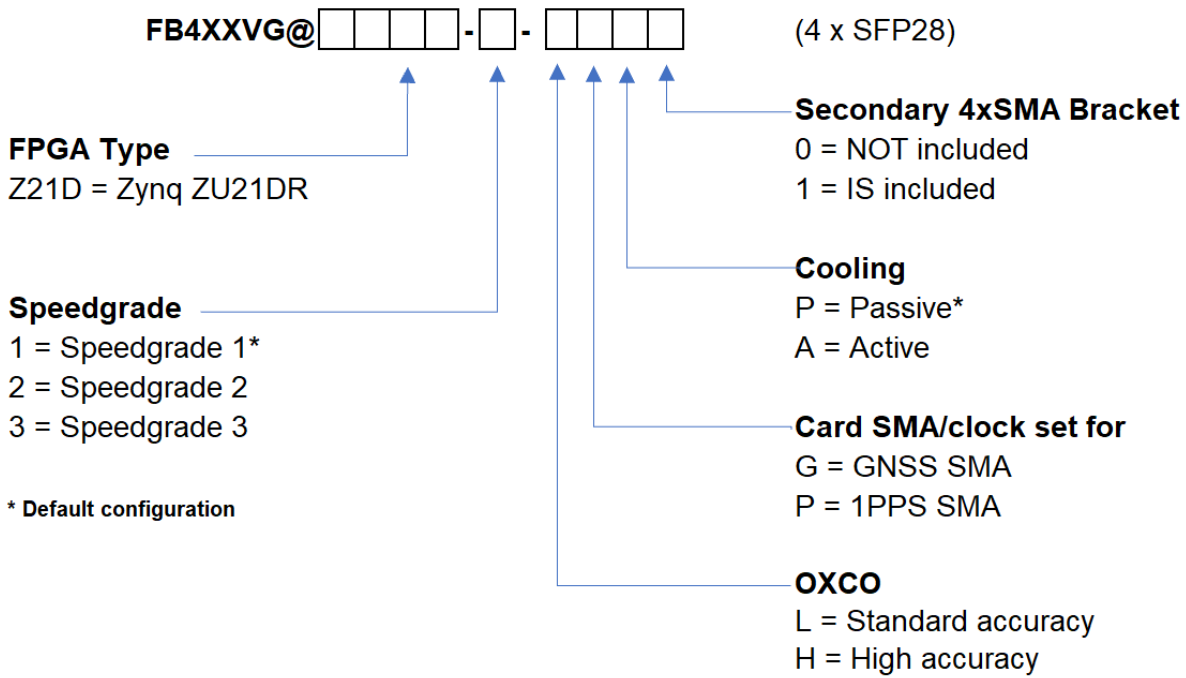 FB4XXVG@ - - (4 x SFP28)
FPGA Type
Z21D = Zynq ZU21DR
Speedgrade
1 = Speedgrade 1*
2 = Speedgrade 2
3 = Speedgrade 3
* Default configuration
Secondary 4xSMA Bracket
0 = NOT included
1 = IS included
Cooling
P = Passive*
A = Active
Card SMA/clock set for
G = GNSS SMA
P = 1PPS SMA
OXCO
L = Standard accuracy
H = High accuracy